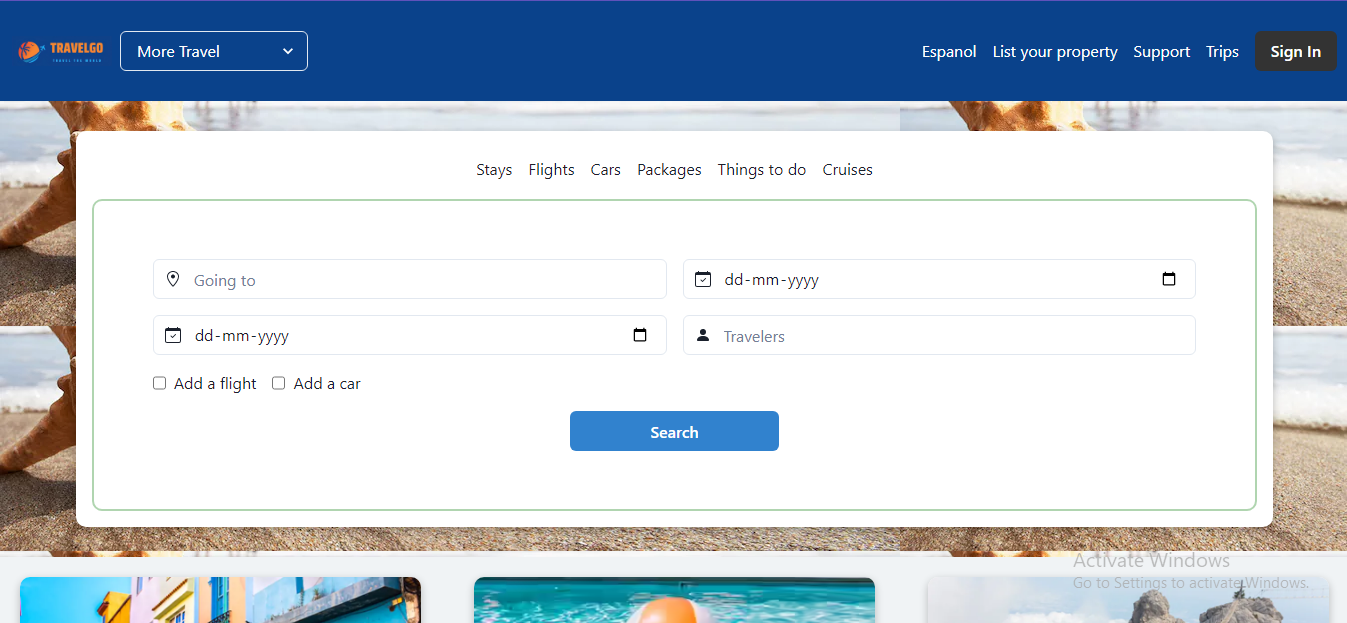 TRAVELGO
TRAVEL THE WORLD
More Travel
Espanol List your property Support Trips Sign In
Stays Flights Cars Packages Things to do Cruises
Going to
dd-mm-yyyy
dd-mm-yyyy
Travelers
Add a flight Add a car
Search
Activate Windows
Go to Settings to activate Windows.